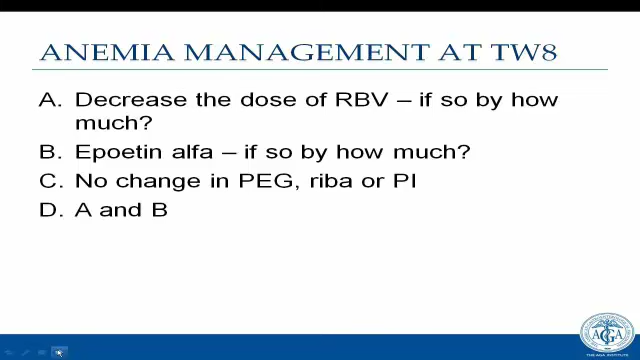 ANEMIA MANAGEMENT AT TW8
A. Decrease the dose of RBV – if so by how
much?
B. Epoetin alfa – if so by how much?
C. No change in PEG, riba or PI
D. A and B
AGA
THE AGA INSTITUTE